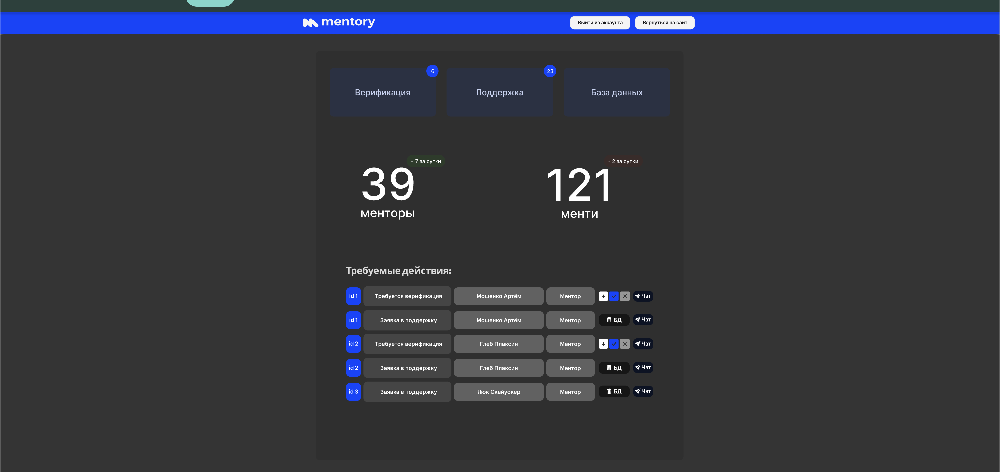 mentory
Выйти из аккаунта
Вернуться на сайт
6
23
Верификация
Поддержка
База данных
+ 7 за сутки
- 2 за сутки
39
121
менторы
менти
Требуемые действия:
id 1 Требуется верификация Мошенко Артём Ментор Чат
id 1 Заявка в поддержку Мошенко Артём Ментор БД Чат
id 2 Требуется верификация Глеб Плаксин Ментор Чат
id 2 Заявка в поддержку Глеб Плаксин Ментор БД Чат
id 3 Заявка в поддержку Люк Скайуокер Ментор БД Чат